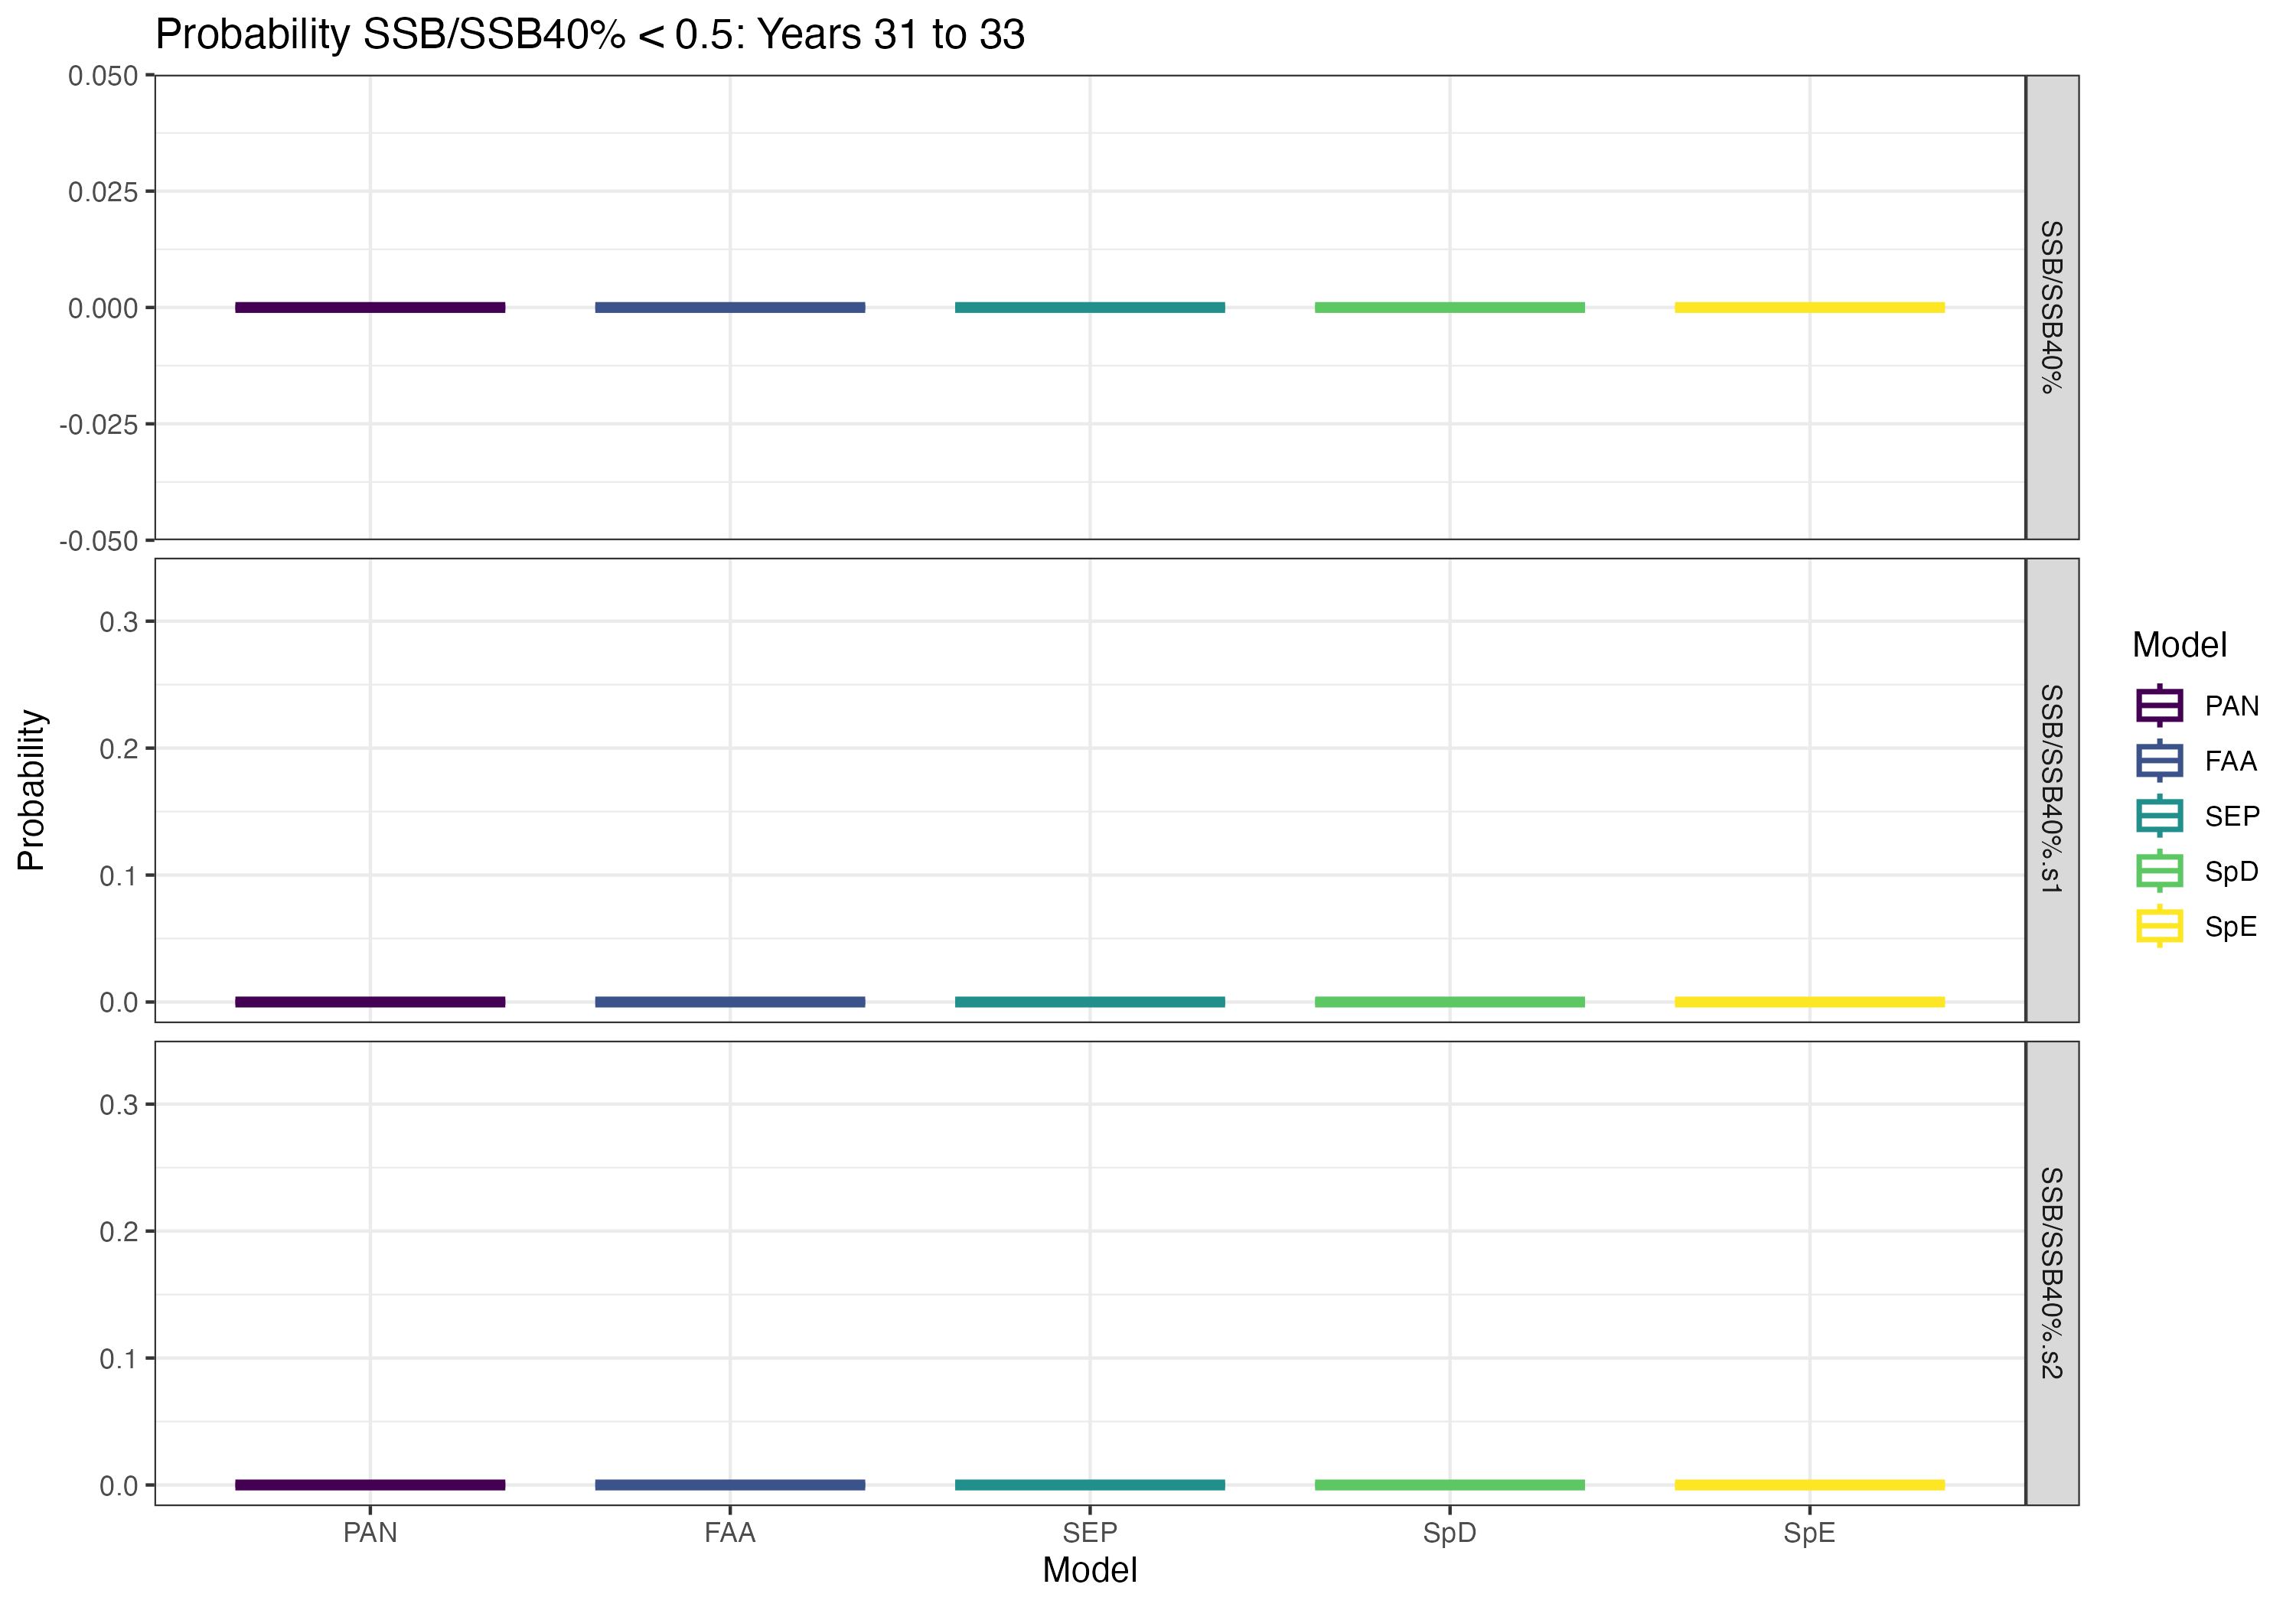 Probability SSB/SSB40% < 0.5: Years 31 to 33
0.050
0.025
0.000
-0.025
-0.050
SSB/SSB40%
0.3
0.2
0.1
0.0
SSB/SSB40%.s1
0.3
0.2
0.1
0.0
SSB/SSB40%.s2
Probability
PAN
FAA
SEP
SpD
SpE
Model
Model
PAN
FAA
SEP
SpD
SpE